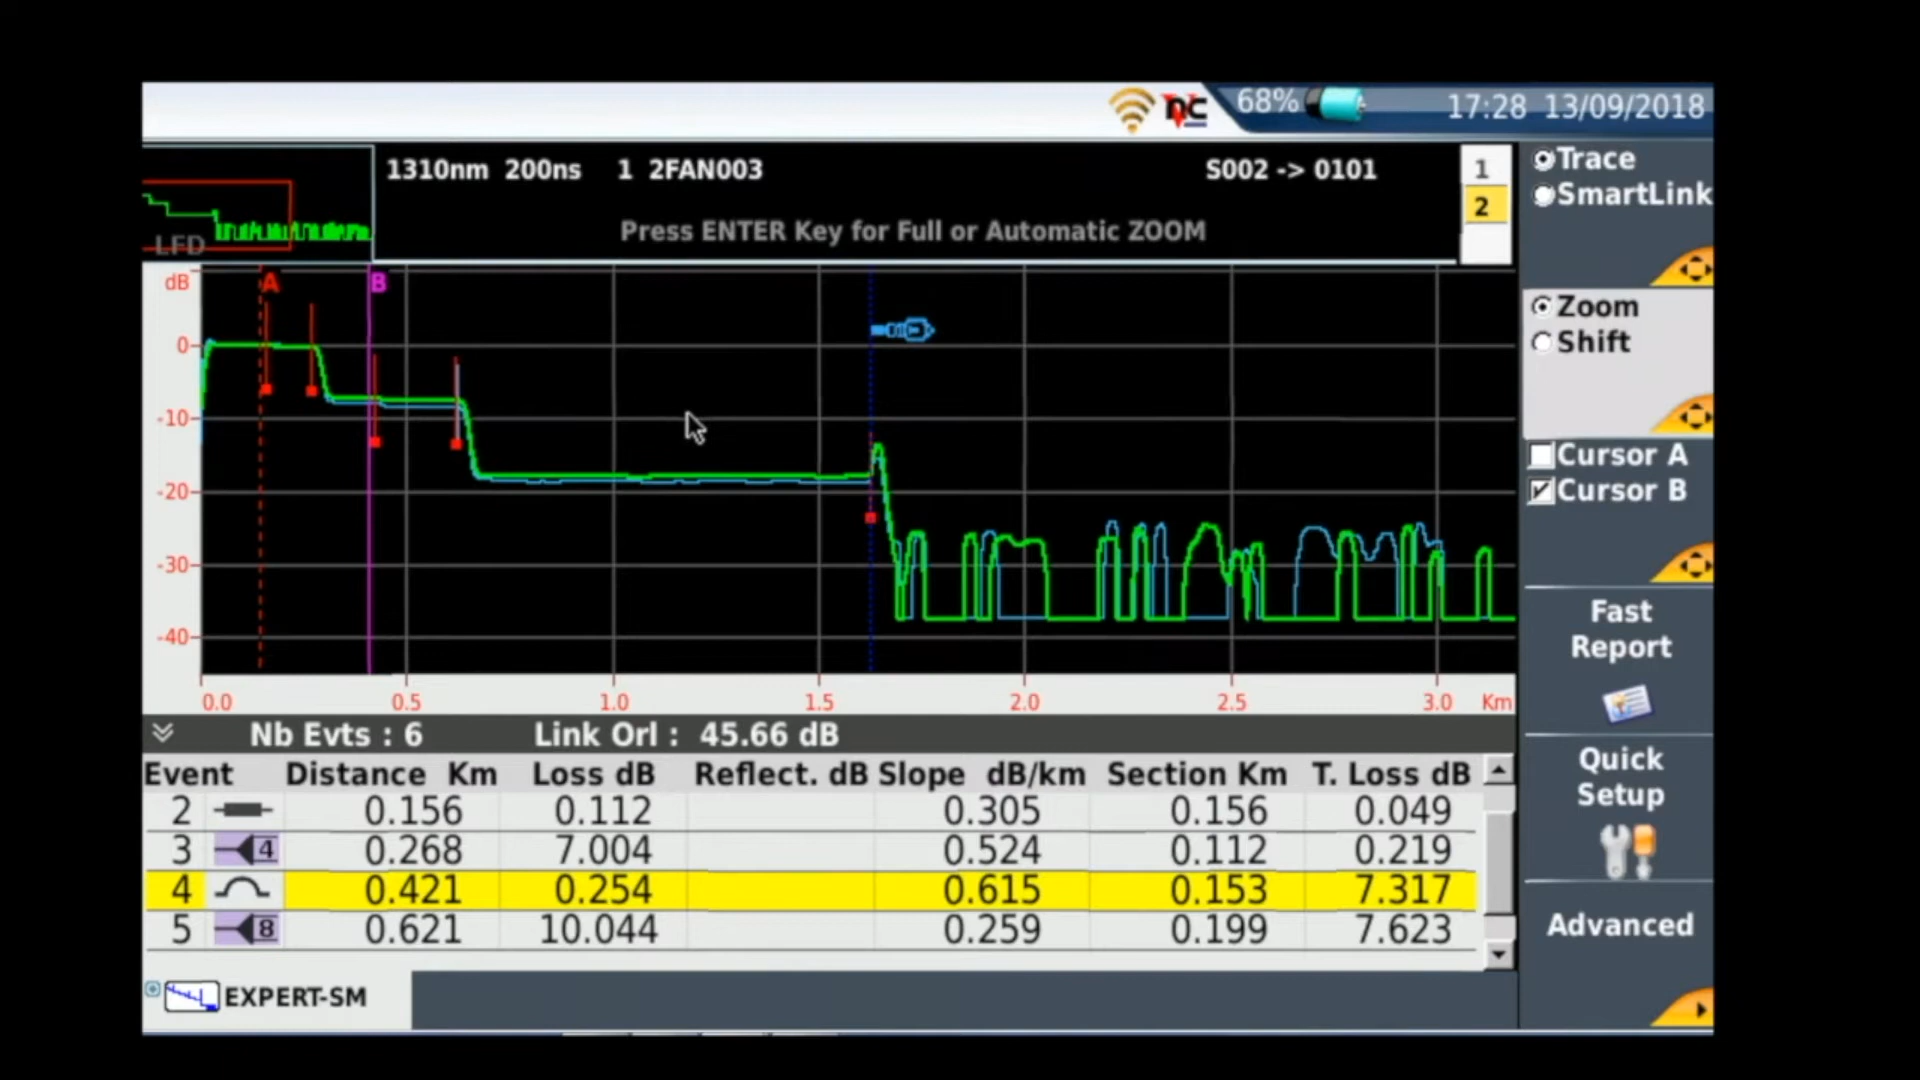 68% 17:28 13/09/2018
1310nm 200ns 1 2FAN003 S002 -> 0101
Press ENTER Key for Full or Automatic ZOOM
LFD
1
2
Trace
SmartLink
Zoom
Shift
Cursor A
Cursor B
Fast
Report
Quick
Setup
Advanced
dB A B
0
-10
-20
-30
-40
0.0 0.5 1.0 1.5 2.0 2.5 3.0 Km
Nb Evts : 6 Link Orl : 45.66 dB
Event Distance Km Loss dB Reflect. dB Slope dB/km Section Km T. Loss dB
2 0.156 0.112 0.305 0.156 0.049
3 4 0.268 7.004 0.524 0.112 0.219
4 0.421 0.254 0.615 0.153 7.317
5 8 0.621 10.044 0.259 0.199 7.623
EXPERT-SM